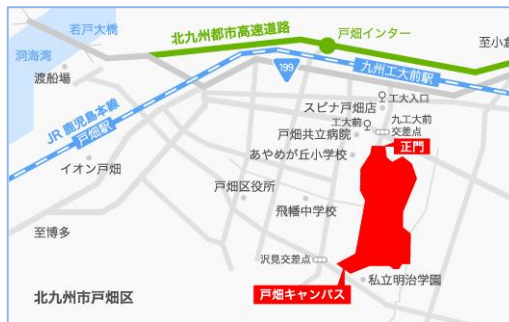 若戸大橋
北九州都市高速道路
戸畑インター
至小倉
洞海湾
渡船場
199
九州工大前駅
JR 鹿児島本線
戸畑駅
スピナ戸畑店
工大入口
工大前
九工大前
交差点
戸畑共立病院
正門
あやめが丘小学校
イオン戸畑
戸畑区役所
飛幡中学校
至博多
沢見交差点
私立明治学園
戸畑キャンパス
北九州市戸畑区